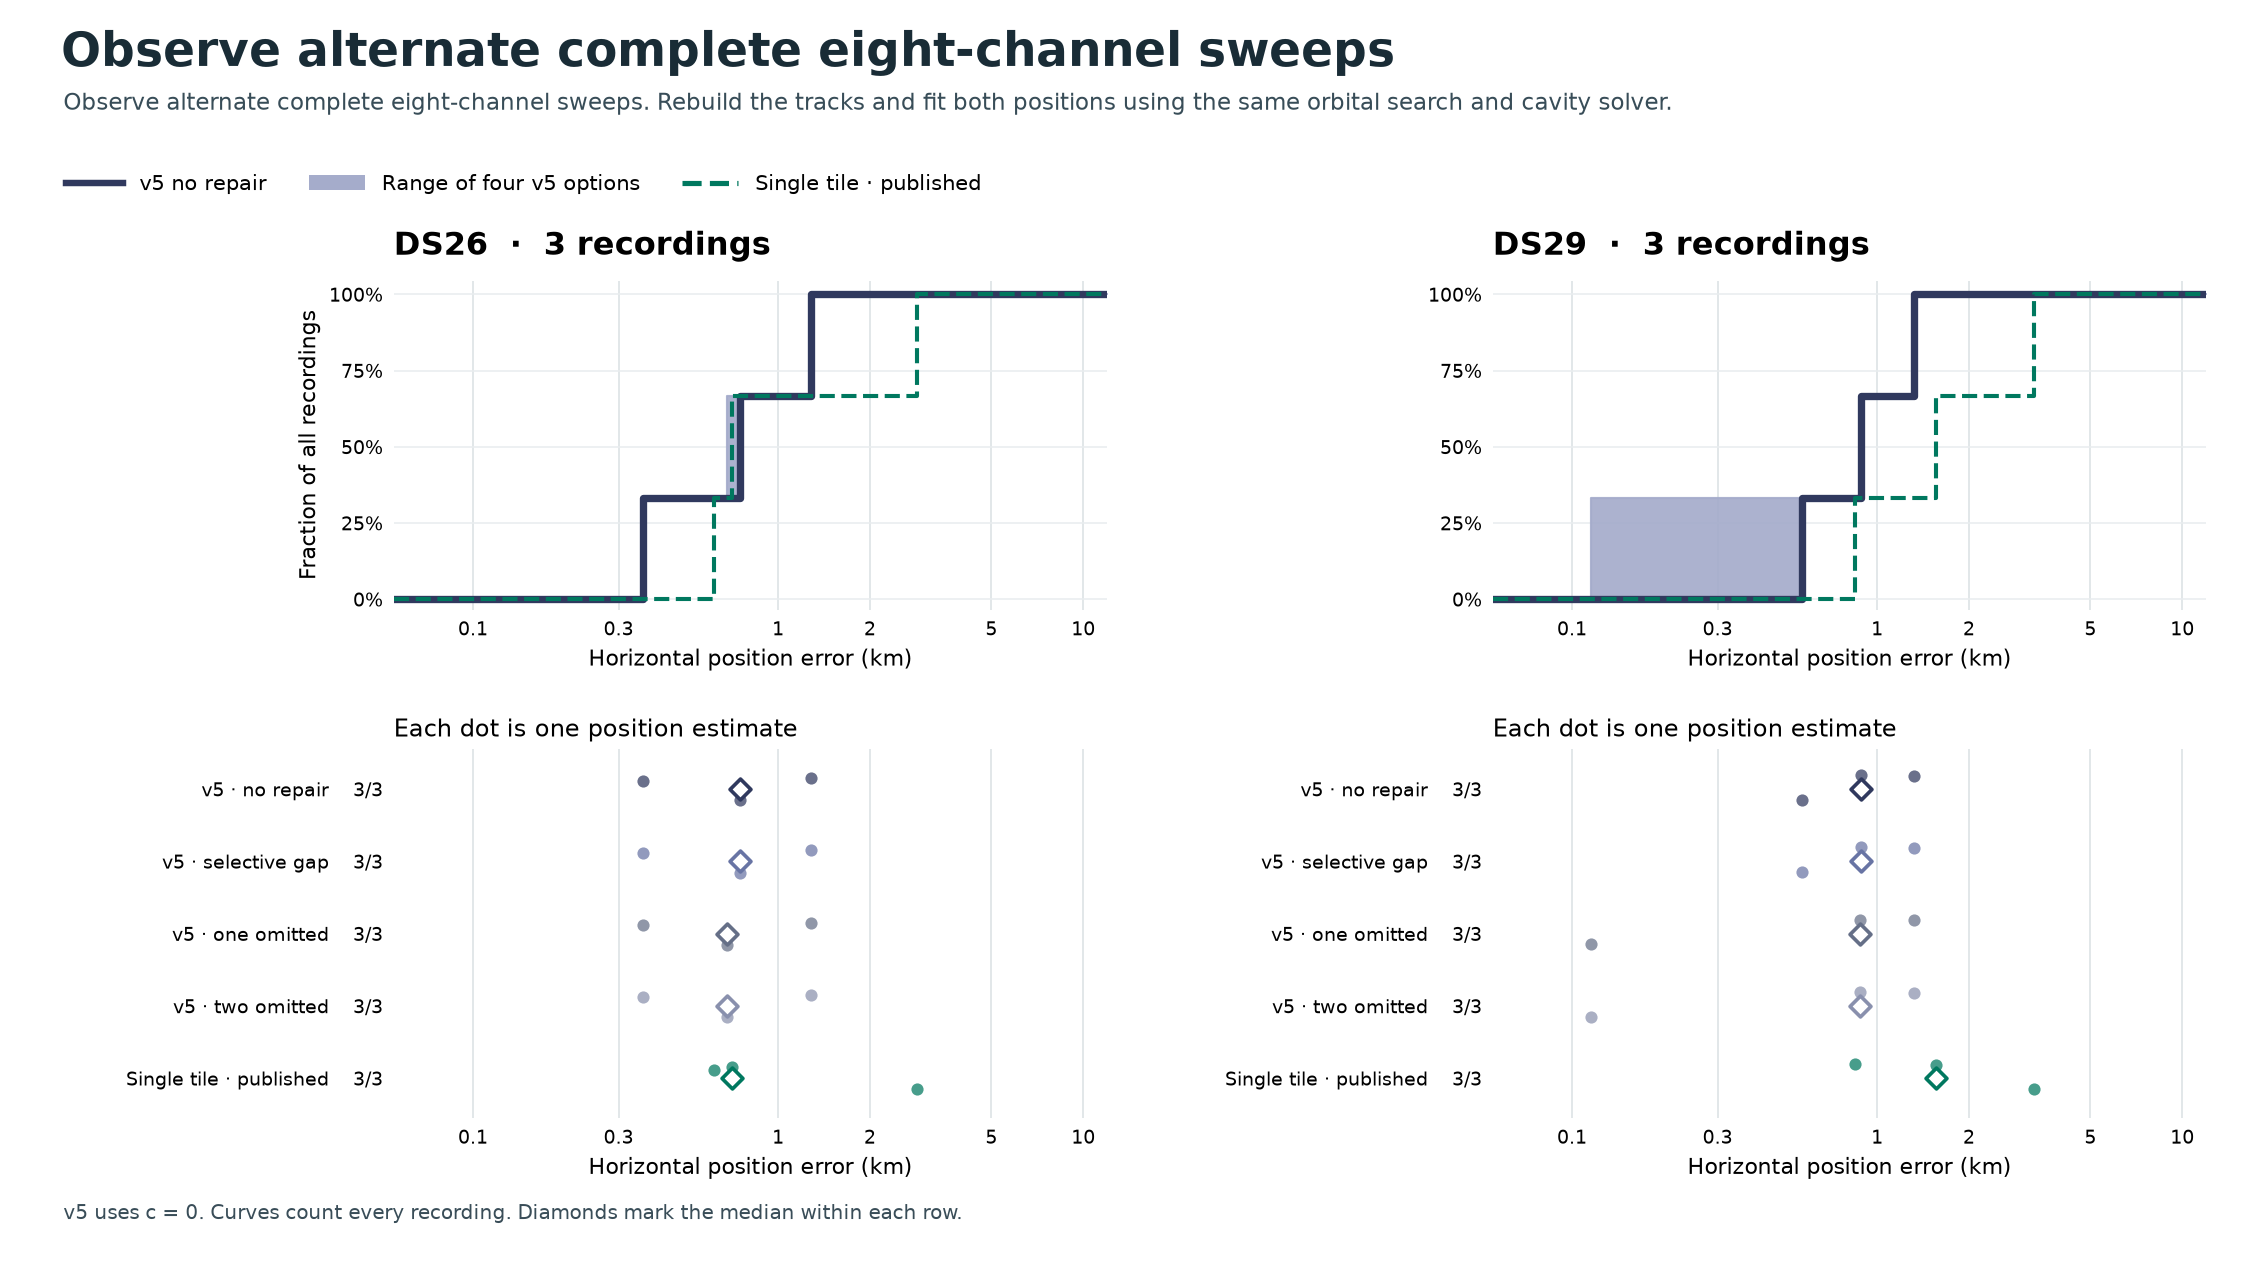 Observe alternate complete eight-channel sweeps
Observe alternate complete eight-channel sweeps. Rebuild the tracks and fit both positions using the same orbital search and cavity solver.
v5 no repair
Range of four v5 options
Single tile · published
DS26 · 3 recordings
Fraction of all recordings
100%
75%
50%
25%
0%
0.1 0.3 1 2 5 10
Horizontal position error (km)
DS29 · 3 recordings
100%
75%
50%
25%
0%
0.1 0.3 1 2 5 10
Horizontal position error (km)
Each dot is one position estimate
v5 · no repair 3/3
v5 · selective gap 3/3
v5 · one omitted 3/3
v5 · two omitted 3/3
Single tile · published 3/3
0.1 0.3 1 2 5 10
Horizontal position error (km)
Each dot is one position estimate
v5 · no repair 3/3
v5 · selective gap 3/3
v5 · one omitted 3/3
v5 · two omitted 3/3
Single tile · published 3/3
0.1 0.3 1 2 5 10
Horizontal position error (km)
v5 uses c = 0. Curves count every recording. Diamonds mark the median within each row.